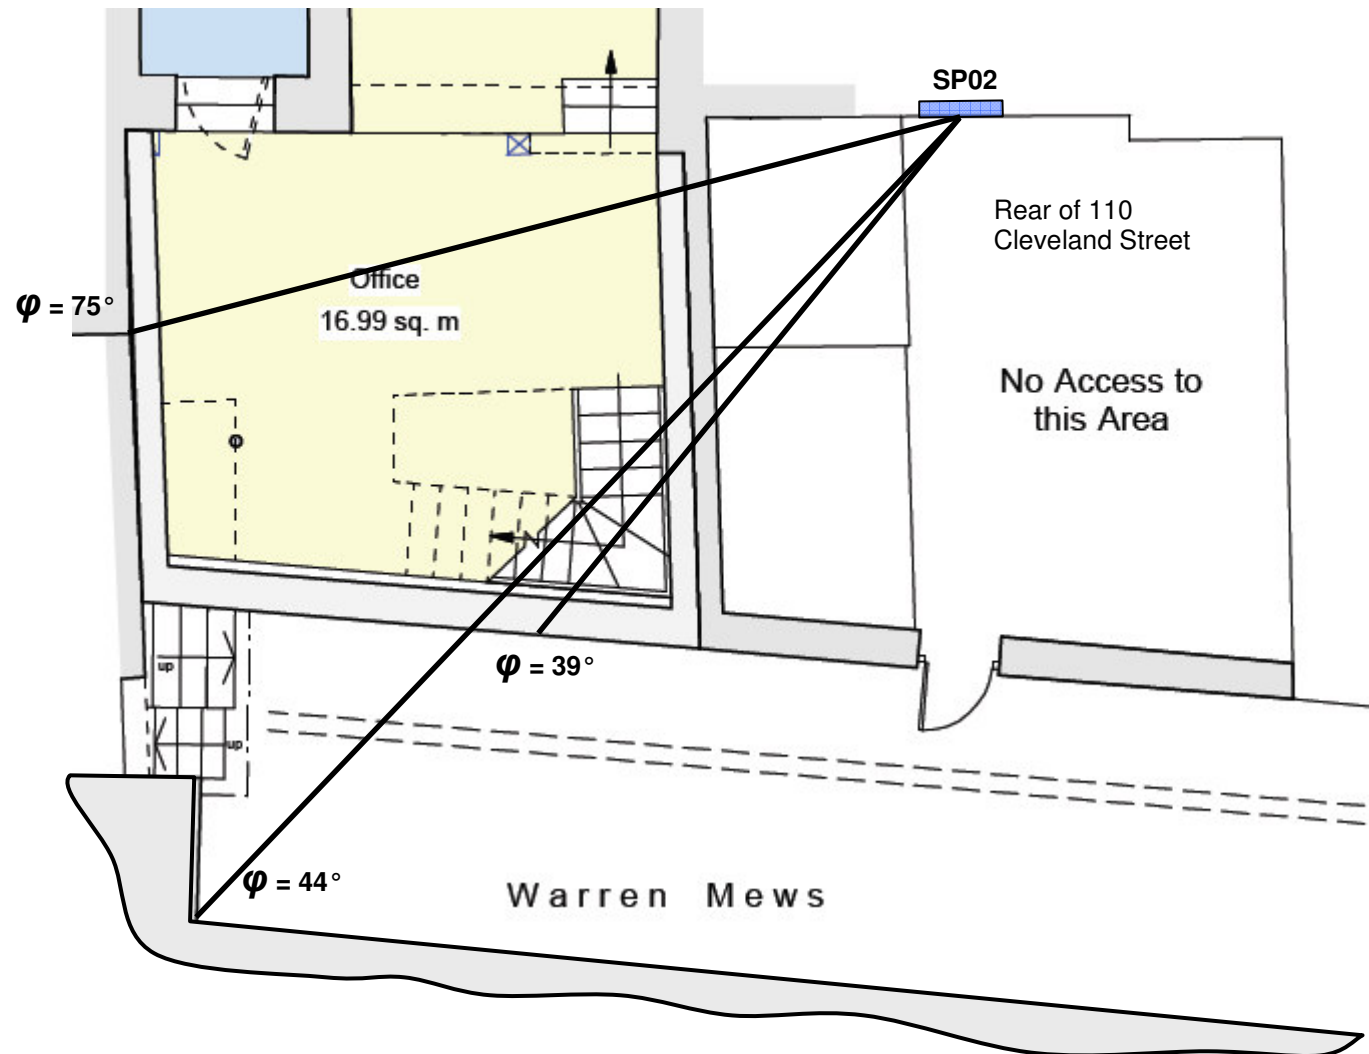 SP02
Rear of 110
Cleveland Street
Office
φ = 75°
16.99 sq. m
No Access to
this Area
φ
φ = 39°
up
up
φ = 44°
Warren Mews